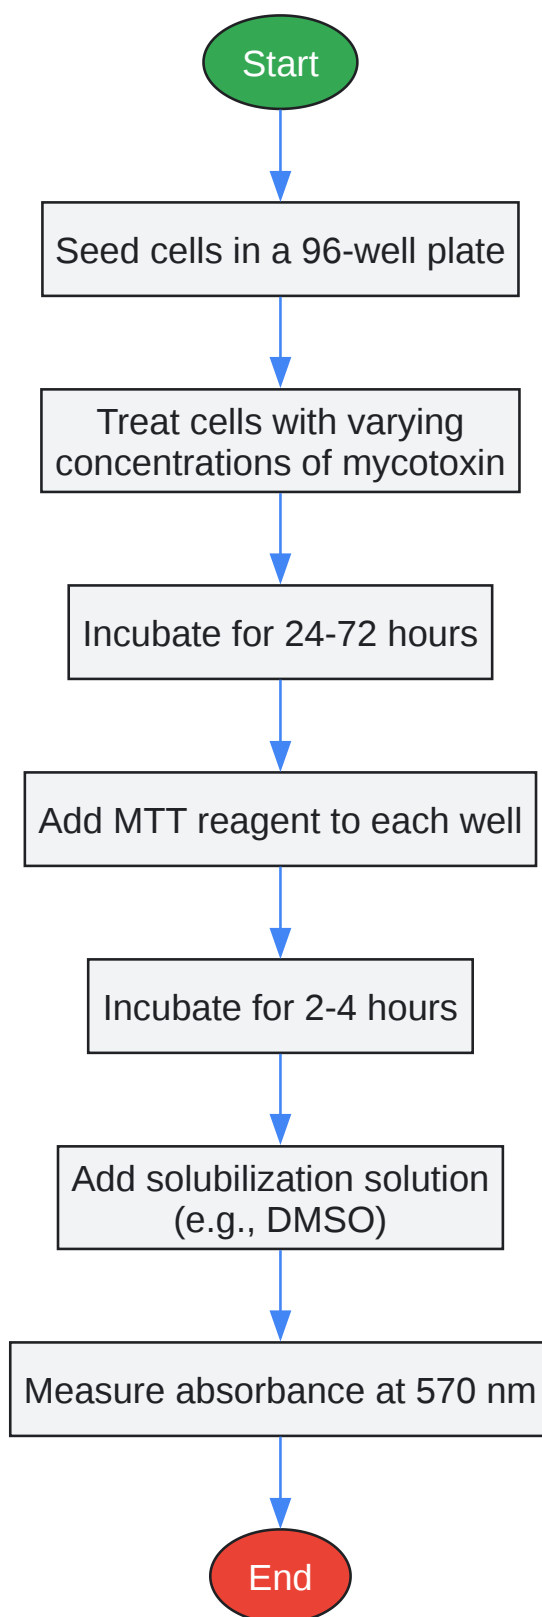 Start
Seed cells in a 96-well plate
Treat cells with varying
concentrations of mycotoxin
Incubate for 24-72 hours
Add MTT reagent to each well
Incubate for 2-4 hours
Add solubilization solution
(e.g., DMSO)
Measure absorbance at 570 nm
End